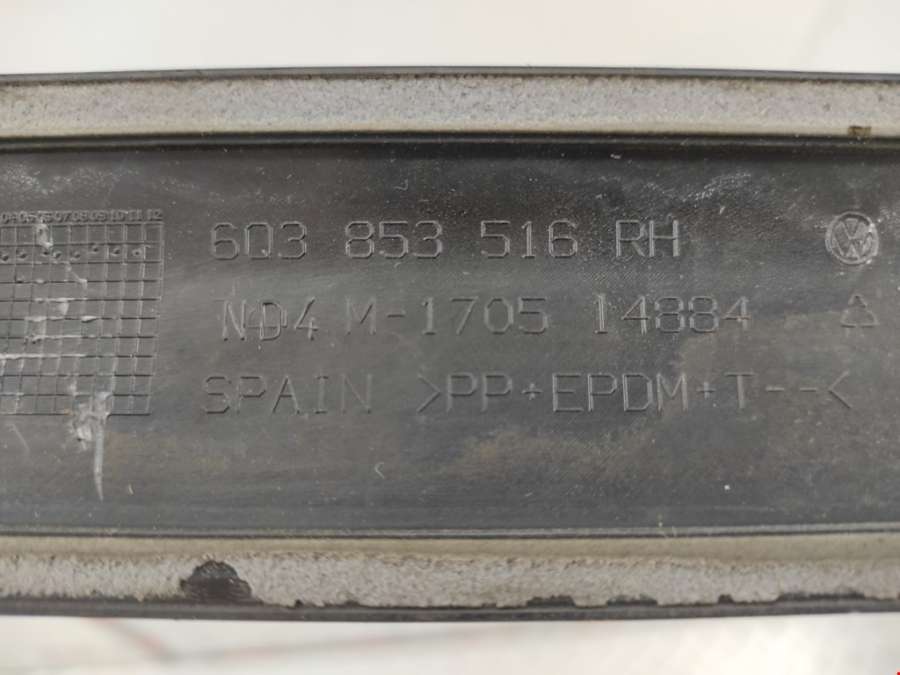 6Q3 853 516 RH
ND4 M-1705 14884
SPAIN >PP+EPDM+T--<